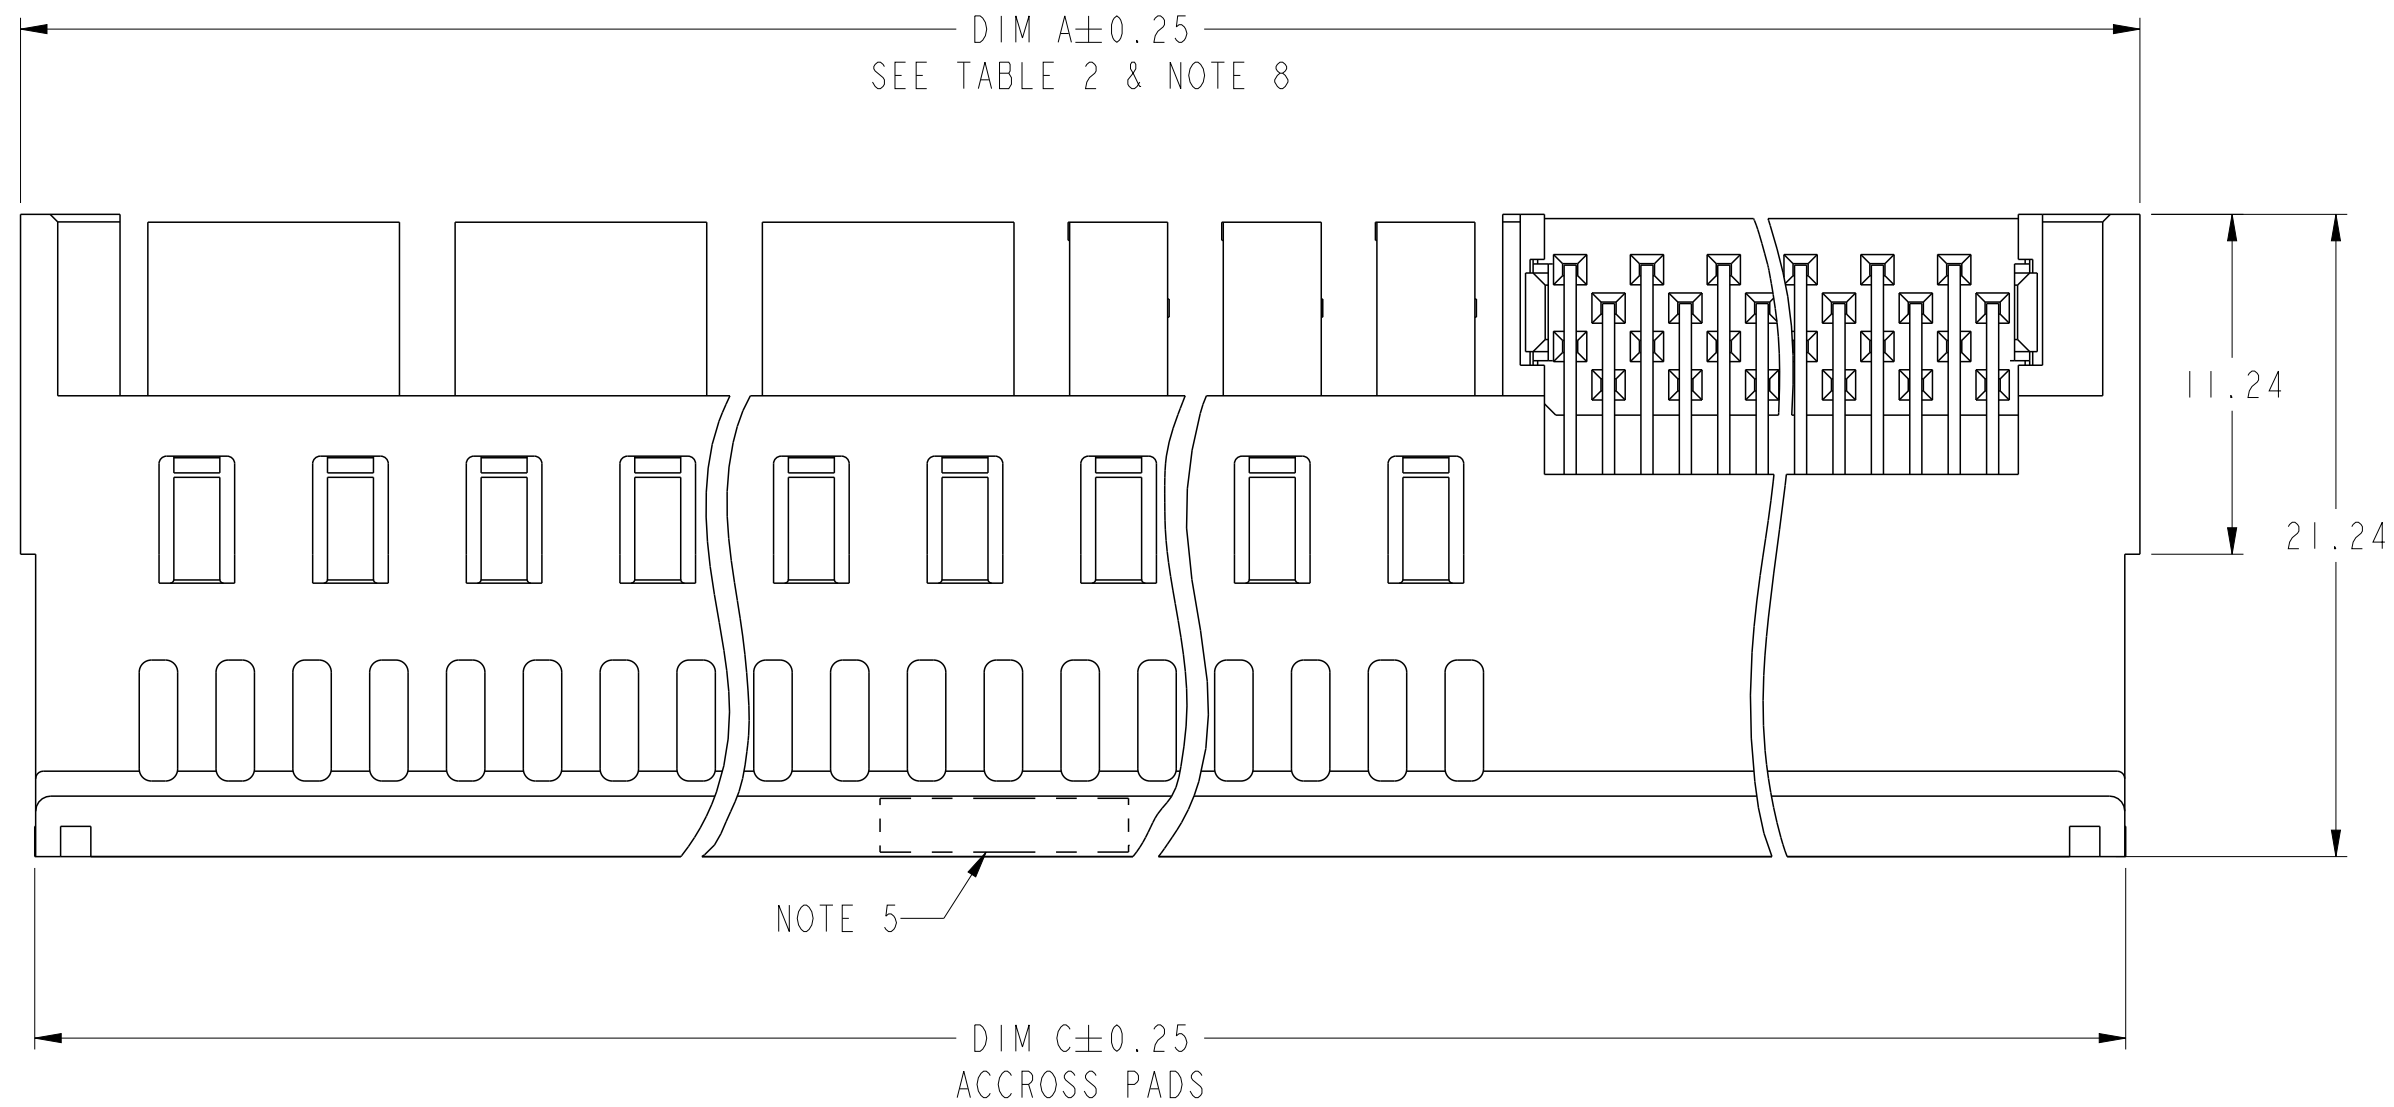 DIM A±0.25
SEE TABLE 2 & NOTE 8
11.24
21.24
NOTE 5
DIM C±0.25
ACCROSS PADS